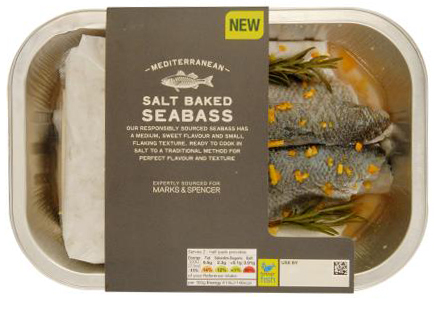 NEW
MEDITERRANEAN
SALT BAKED
SEABASS
OUR RESPONSIBLY SOURCED SEABASS HAS
A MEDIUM, SWEET FLAVOUR AND SMALL
FLAKING TEXTURE. READY TO COOK IN
SALT TO A TRADITIONAL METHOD FOR
PERFECT FLAVOUR AND TEXTURE
EXPERTLY SOURCED FOR
MARKS & SPENCER
USE BY